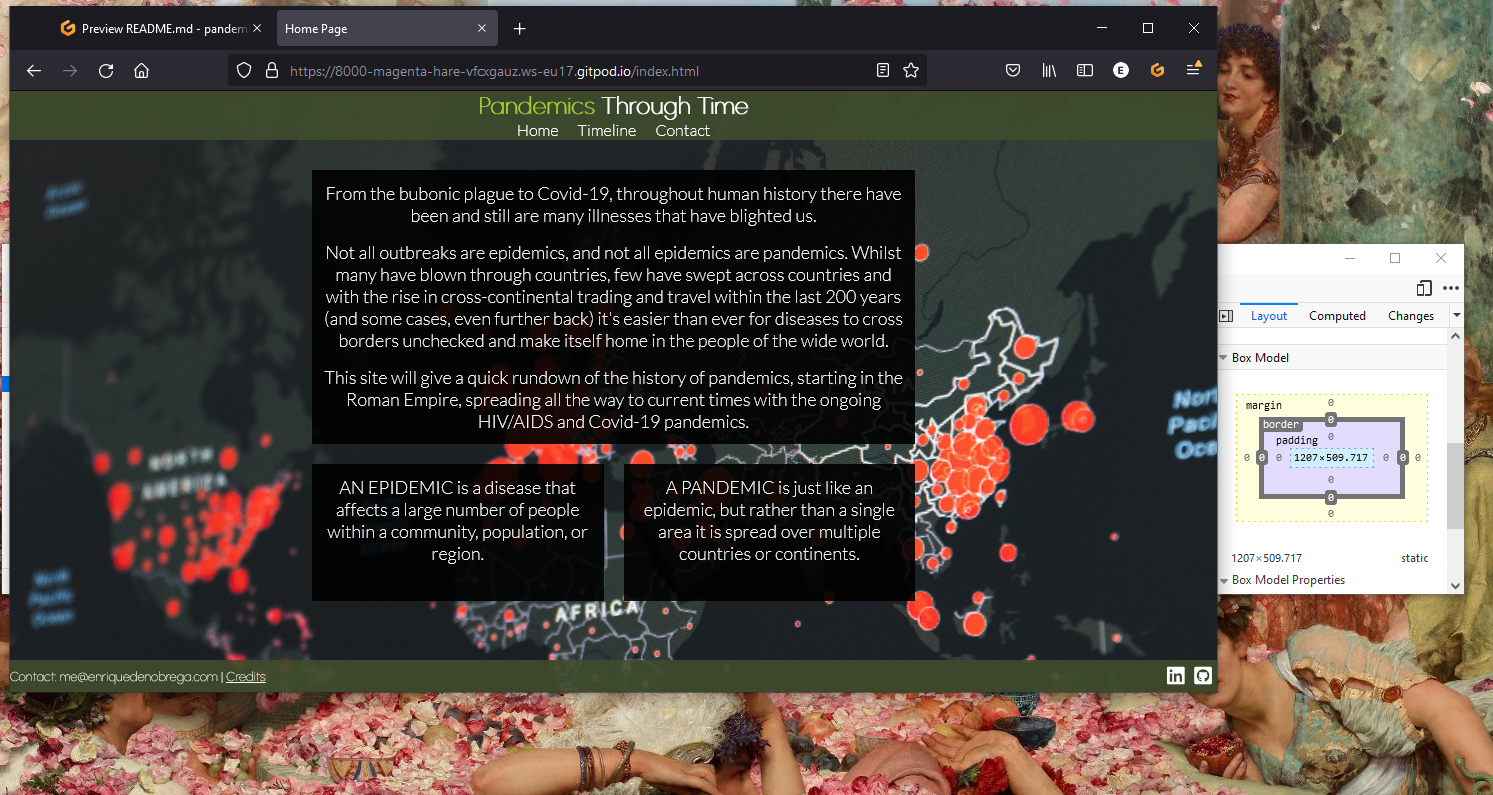 Preview README.md - pandem
Home Page
https://8000-magenta-hare-vfcxgauz.ws-eu17.gitpod.io/index.html
E
Pandemics Through Time
Home Timeline Contact
Arctic
Ocean
From the bubonic plague to Covid-19, throughout human history there have
been and still are many illnesses that have blighted us.
Not all outbreaks are epidemics, and not all epidemics are pandemics. Whilst
many have blown through countries, few have swept across countries and
with the rise in cross-continental trading and travel within the last 200 years
(and some cases, even further back) it's easier than ever for diseases to cross
borders unchecked and make itself home in the people of the wide world.
This site will give a quick rundown of the history of pandemics, starting in the
Roman Empire, spreading all the way to current times with the ongoing
HIV/AIDS and Covid-19 pandemics.
NORTH
AMERICA
Nort
Pacific
Ocea
AN EPIDEMIC is a disease that
affects a large number of people
within a community, population, or
region.
A PANDEMIC is just like an
epidemic, but rather than a single
area it is spread over multiple
countries or continents.
North
Pacific
Ocean
AFRICA
Contact: me@enriquedenobrega.com | Credits
in
Layout Computed Changes
Box Model
margin 0
border 0
padding 0
0 0 0 1207×509.717 0 0 0
0
0
0
1207×509.717 static
Box Model Properties